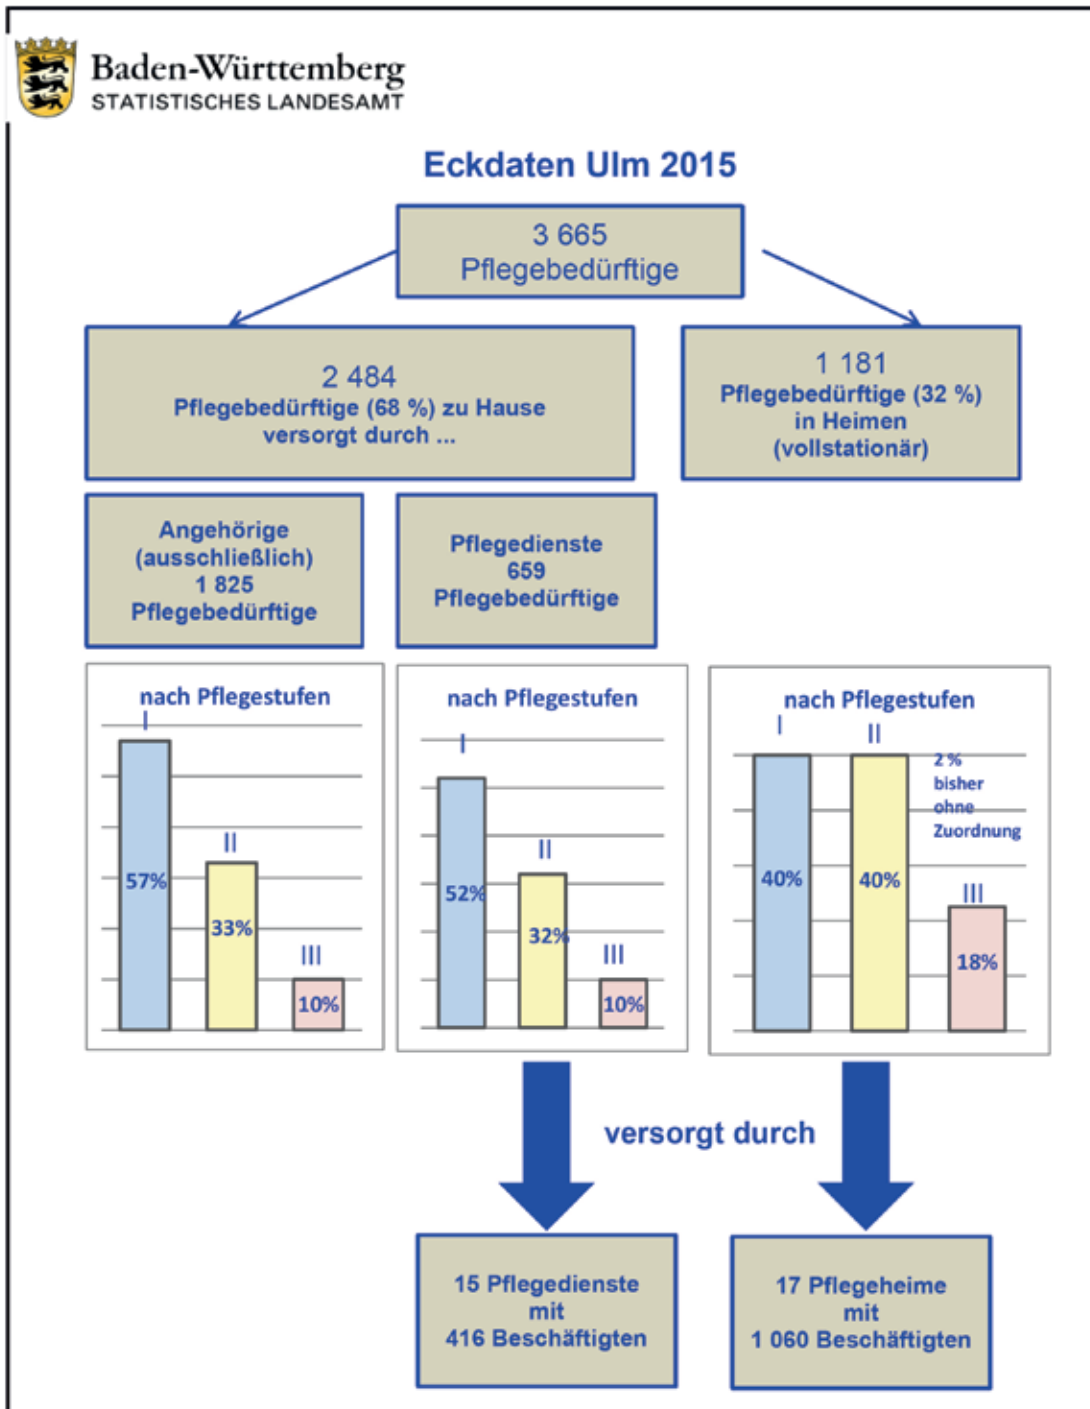 Baden-Württemberg
STATISTISCHES LANDESAMT
Eckdaten Ulm 2015
3 665
Pflegebedürftige
2 484
Pflegebedürftige (68 %) zu Hause
versorgt durch ...
1 181
Pflegebedürftige (32 %)
in Heimen
(vollstationär)
Angehörige
(ausschließlich)
1 825
Pflegebedürftige
Pflegedienste
659
Pflegebedürftige
nach Pflegestufen
I
II
III
57%
33%
10%
nach Pflegestufen
I
II
III
52%
32%
10%
nach Pflegestufen
I
II
2 %
bisher
ohne
Zuordnung
III
40%
40%
18%
versorgt durch
15 Pflegedienste
mit
416 Beschäftigten
17 Pflegeheime
mit
1 060 Beschäftigten